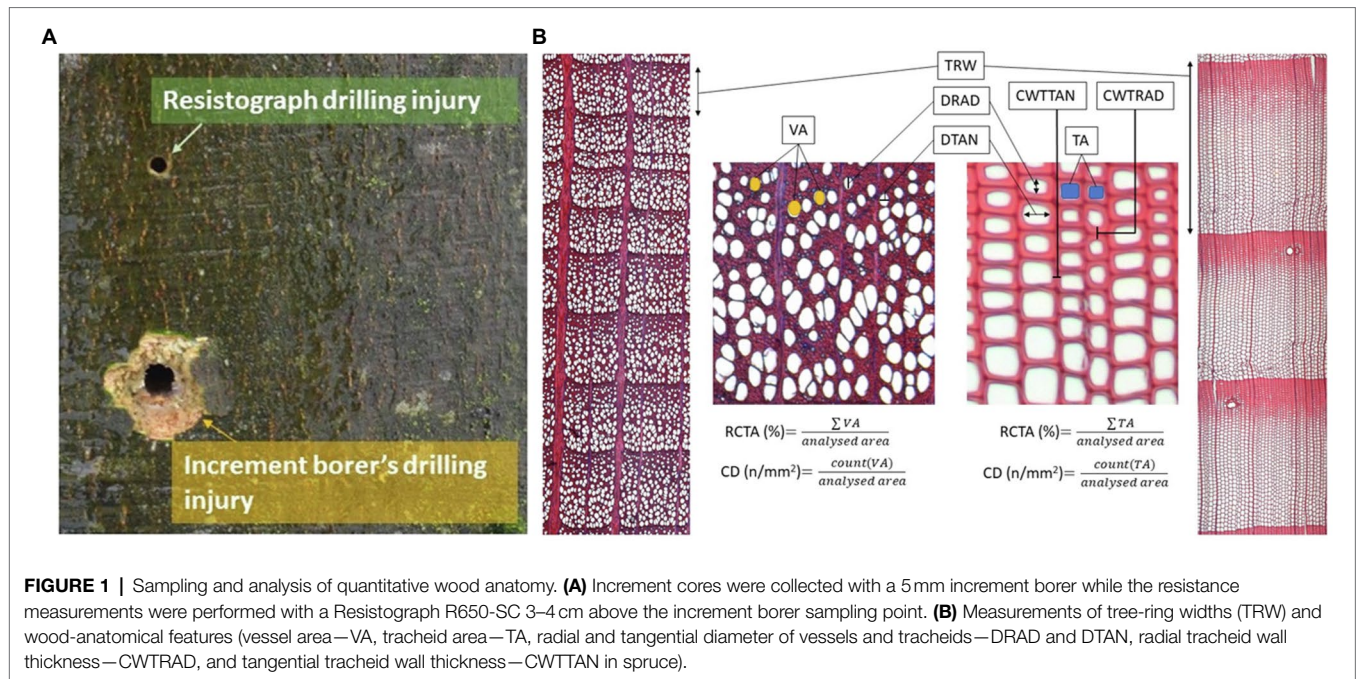 A
B
Resistograph drilling injury
Increment borer's drilling
injury
TRW
DRAD
CWTTAN
CWTRAD
VA
DTAN
TA
RCTA (%)= ∑ VA / analysed area
CD (n/mm²)= count(VA) / analysed area
RCTA (%)= ∑ TA / analysed area
CD (n/mm²)= count(TA) / analysed area
FIGURE 1 | Sampling and analysis of quantitative wood anatomy. (A) Increment cores were collected with a 5 mm increment borer while the resistance
measurements were performed with a Resistograph R650-SC 3–4 cm above the increment borer sampling point. (B) Measurements of tree-ring widths (TRW) and
wood-anatomical features (vessel area—VA, tracheid area—TA, radial and tangential diameter of vessels and tracheids—DRAD and DTAN, radial tracheid wall
thickness—CWTRAD, and tangential tracheid wall thickness—CWTTAN in spruce).